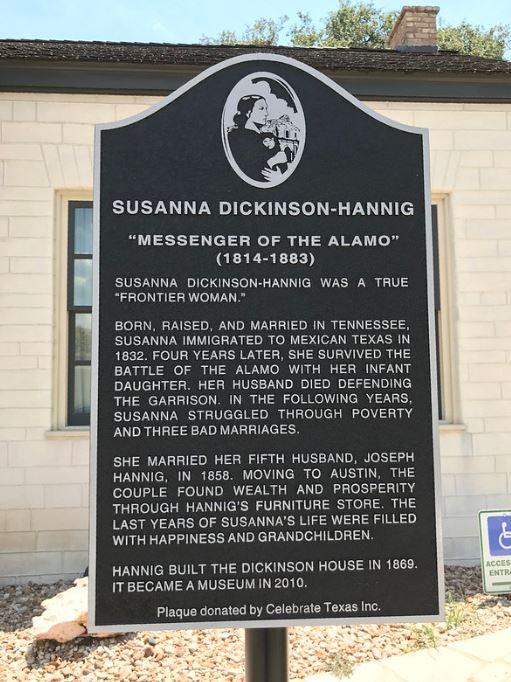 SUSANNA DICKINSON-HANNIG
"MESSENGER OF THE ALAMO"
(1814-1883)
SUSANNA DICKINSON-HANNIG WAS A TRUE
"FRONTIER WOMAN."
BORN, RAISED, AND MARRIED IN TENNESSEE,
SUSANNA IMMIGRATED TO MEXICAN TEXAS IN
1832. FOUR YEARS LATER, SHE SURVIVED THE
BATTLE OF THE ALAMO WITH HER INFANT
DAUGHTER. HER HUSBAND DIED DEFENDING
THE GARRISON. IN THE FOLLOWING YEARS,
SUSANNA STRUGGLED THROUGH POVERTY
AND THREE BAD MARRIAGES.
SHE MARRIED HER FIFTH HUSBAND, JOSEPH
HANNIG, IN 1858. MOVING TO AUSTIN, THE
COUPLE FOUND WEALTH AND PROSPERITY
THROUGH HANNIG'S FURNITURE STORE. THE
LAST YEARS OF SUSANNA'S LIFE WERE FILLED
WITH HAPPINESS AND GRANDCHILDREN.
HANNIG BUILT THE DICKINSON HOUSE IN 1869.
IT BECAME A MUSEUM IN 2010.
Plaque donated by Celebrate Texas Inc.
ACCES
ENTRA